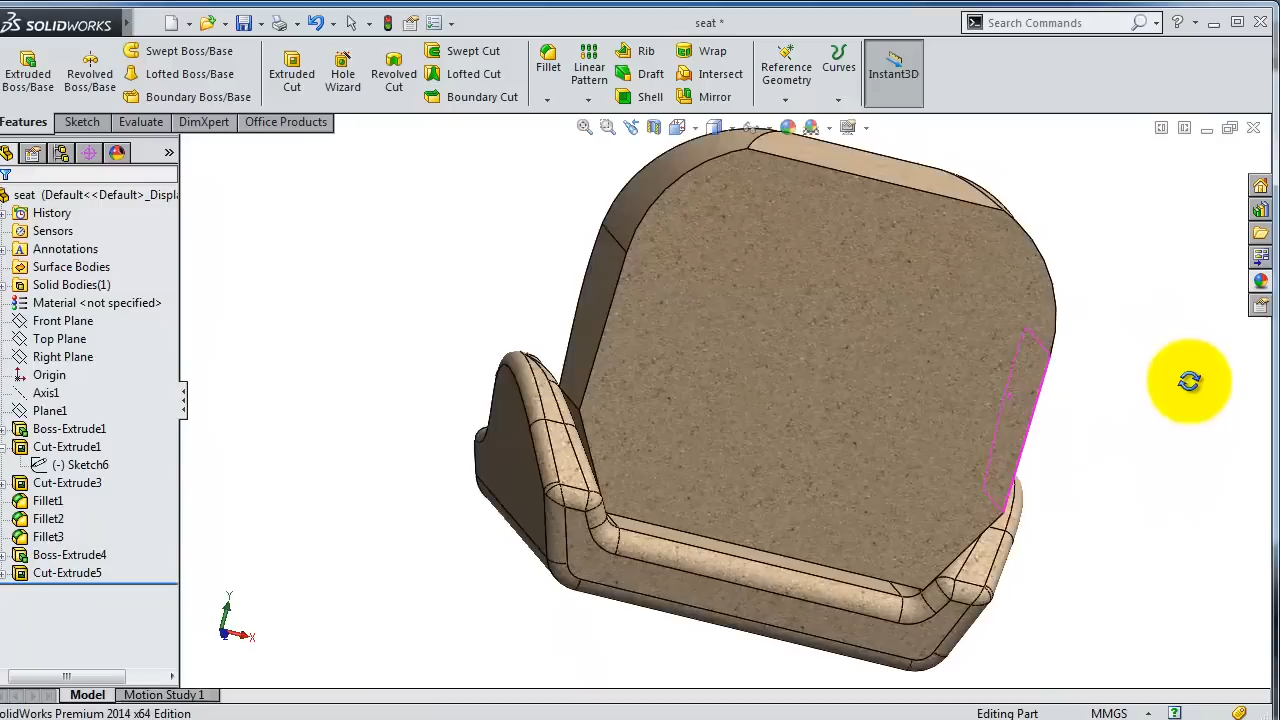 SOLIDWORKS
seat *
Search Commands
Extruded Boss/Base
Revolved Boss/Base
Swept Boss/Base
Lofted Boss/Base
Boundary Boss/Base
Extruded Cut
Hole Wizard
Revolved Cut
Swept Cut
Lofted Cut
Boundary Cut
Fillet
Linear Pattern
Rib
Draft
Shell
Wrap
Intersect
Mirror
Reference Geometry
Curves
Instant3D
Features
Sketch
Evaluate
DimXpert
Office Products
seat (Default<<Default>_Displ
History
Sensors
Annotations
Surface Bodies
Solid Bodies(1)
Material <not specified>
Front Plane
Top Plane
Right Plane
Origin
Axis1
Plane1
Boss-Extrude1
Cut-Extrude1
(-) Sketch6
Cut-Extrude3
Fillet1
Fillet2
Fillet3
Boss-Extrude4
Cut-Extrude5
Y
X
Z
Model
Motion Study 1
SolidWorks Premium 2014 x64 Edition
Editing Part
MMGS